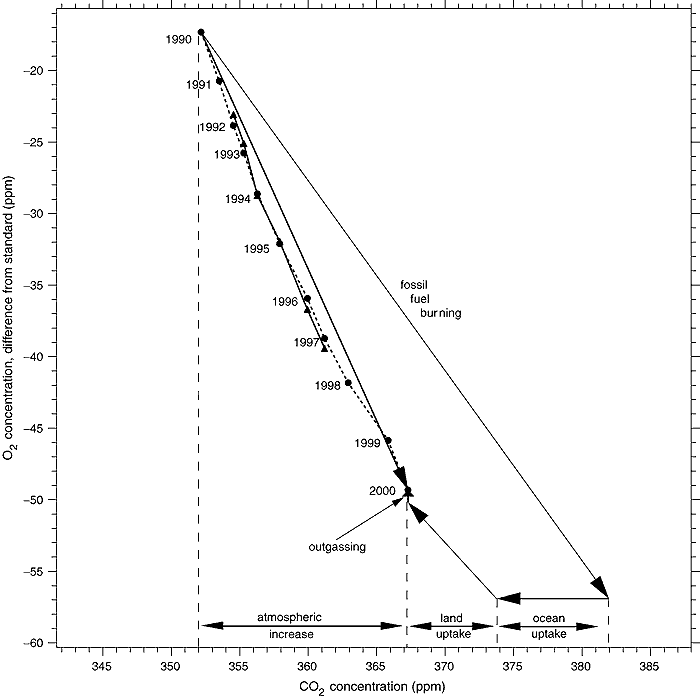 1990
−20
1991
1992
−25
1993
1994
−30
1995
1996
−35
fossil
fuel
burning
1997
−40
1998
1999
−45
2000
−50
outgassing
−55
atmospheric
increase
land
uptake
ocean
uptake
−60
345
350
355
360
365
370
375
380
385
CO2 concentration (ppm)
O2 concentration, difference from standard (ppm)